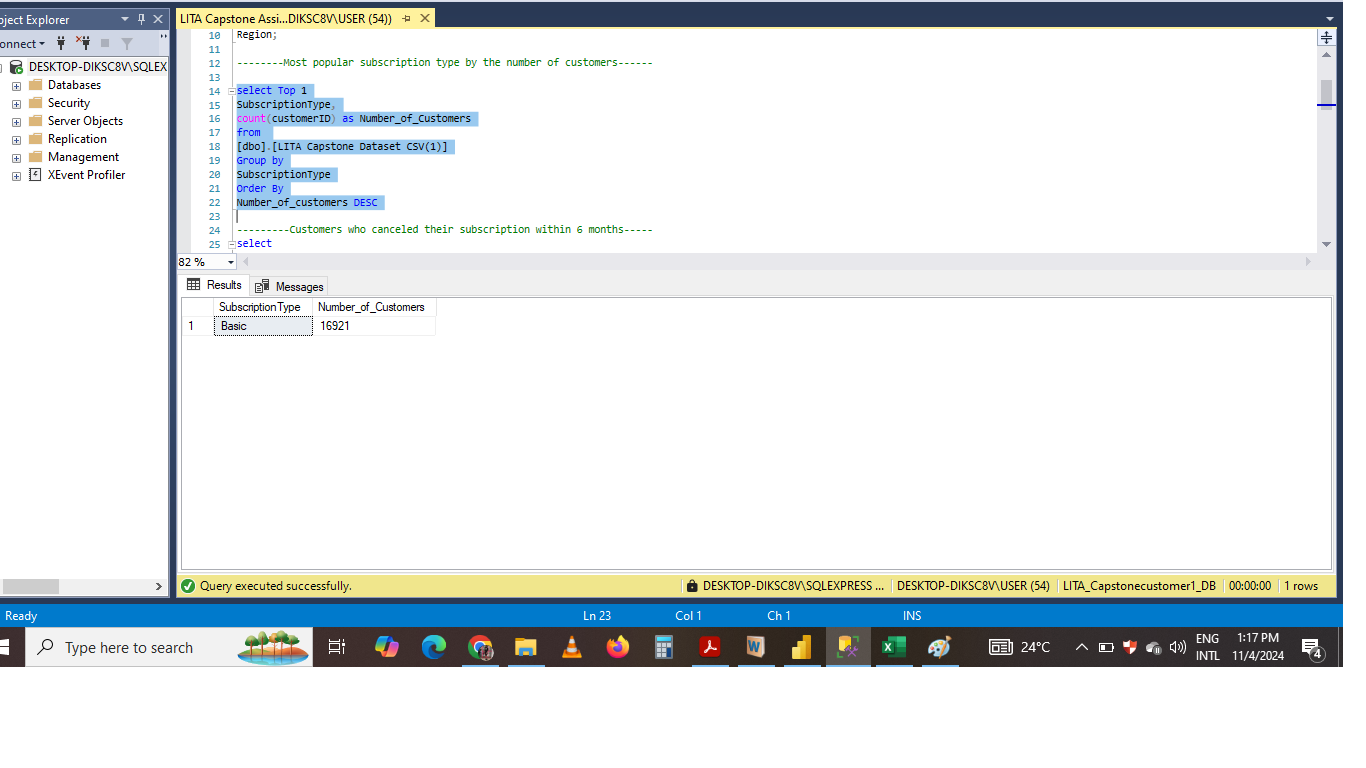 ject Explorer
LITA Capstone Assi...DIKSC8V\USER (54))
onnect
DESKTOP-DIKSC8V\SQLEX
Databases
Security
Server Objects
Replication
Management
XEvent Profiler
10 Region;
11
12 --------Most popular subscription type by the number of customers------
13
14 select Top 1
15 SubscriptionType,
16 count(customerID) as Number_of_Customers
17 from
18 [dbo].[LITA Capstone Dataset CSV(1)]
19 Group by
20 SubscriptionType
21 Order By
22 Number_of_customers DESC
23
24 ---------Customers who canceled their subscription within 6 months-----
25 select
82 %
Results Messages
SubscriptionType Number_of_Customers
1 Basic 16921
Query executed successfully. DESKTOP-DIKSC8V\SQLEXPRESS ... DESKTOP-DIKSC8V\USER (54) LITA_Capstonecustomer1_DB 00:00:00 1 rows
Ready Ln 23 Col 1 Ch 1 INS
Type here to search
24°C
ENG
INTL
1:17 PM
11/4/2024
4